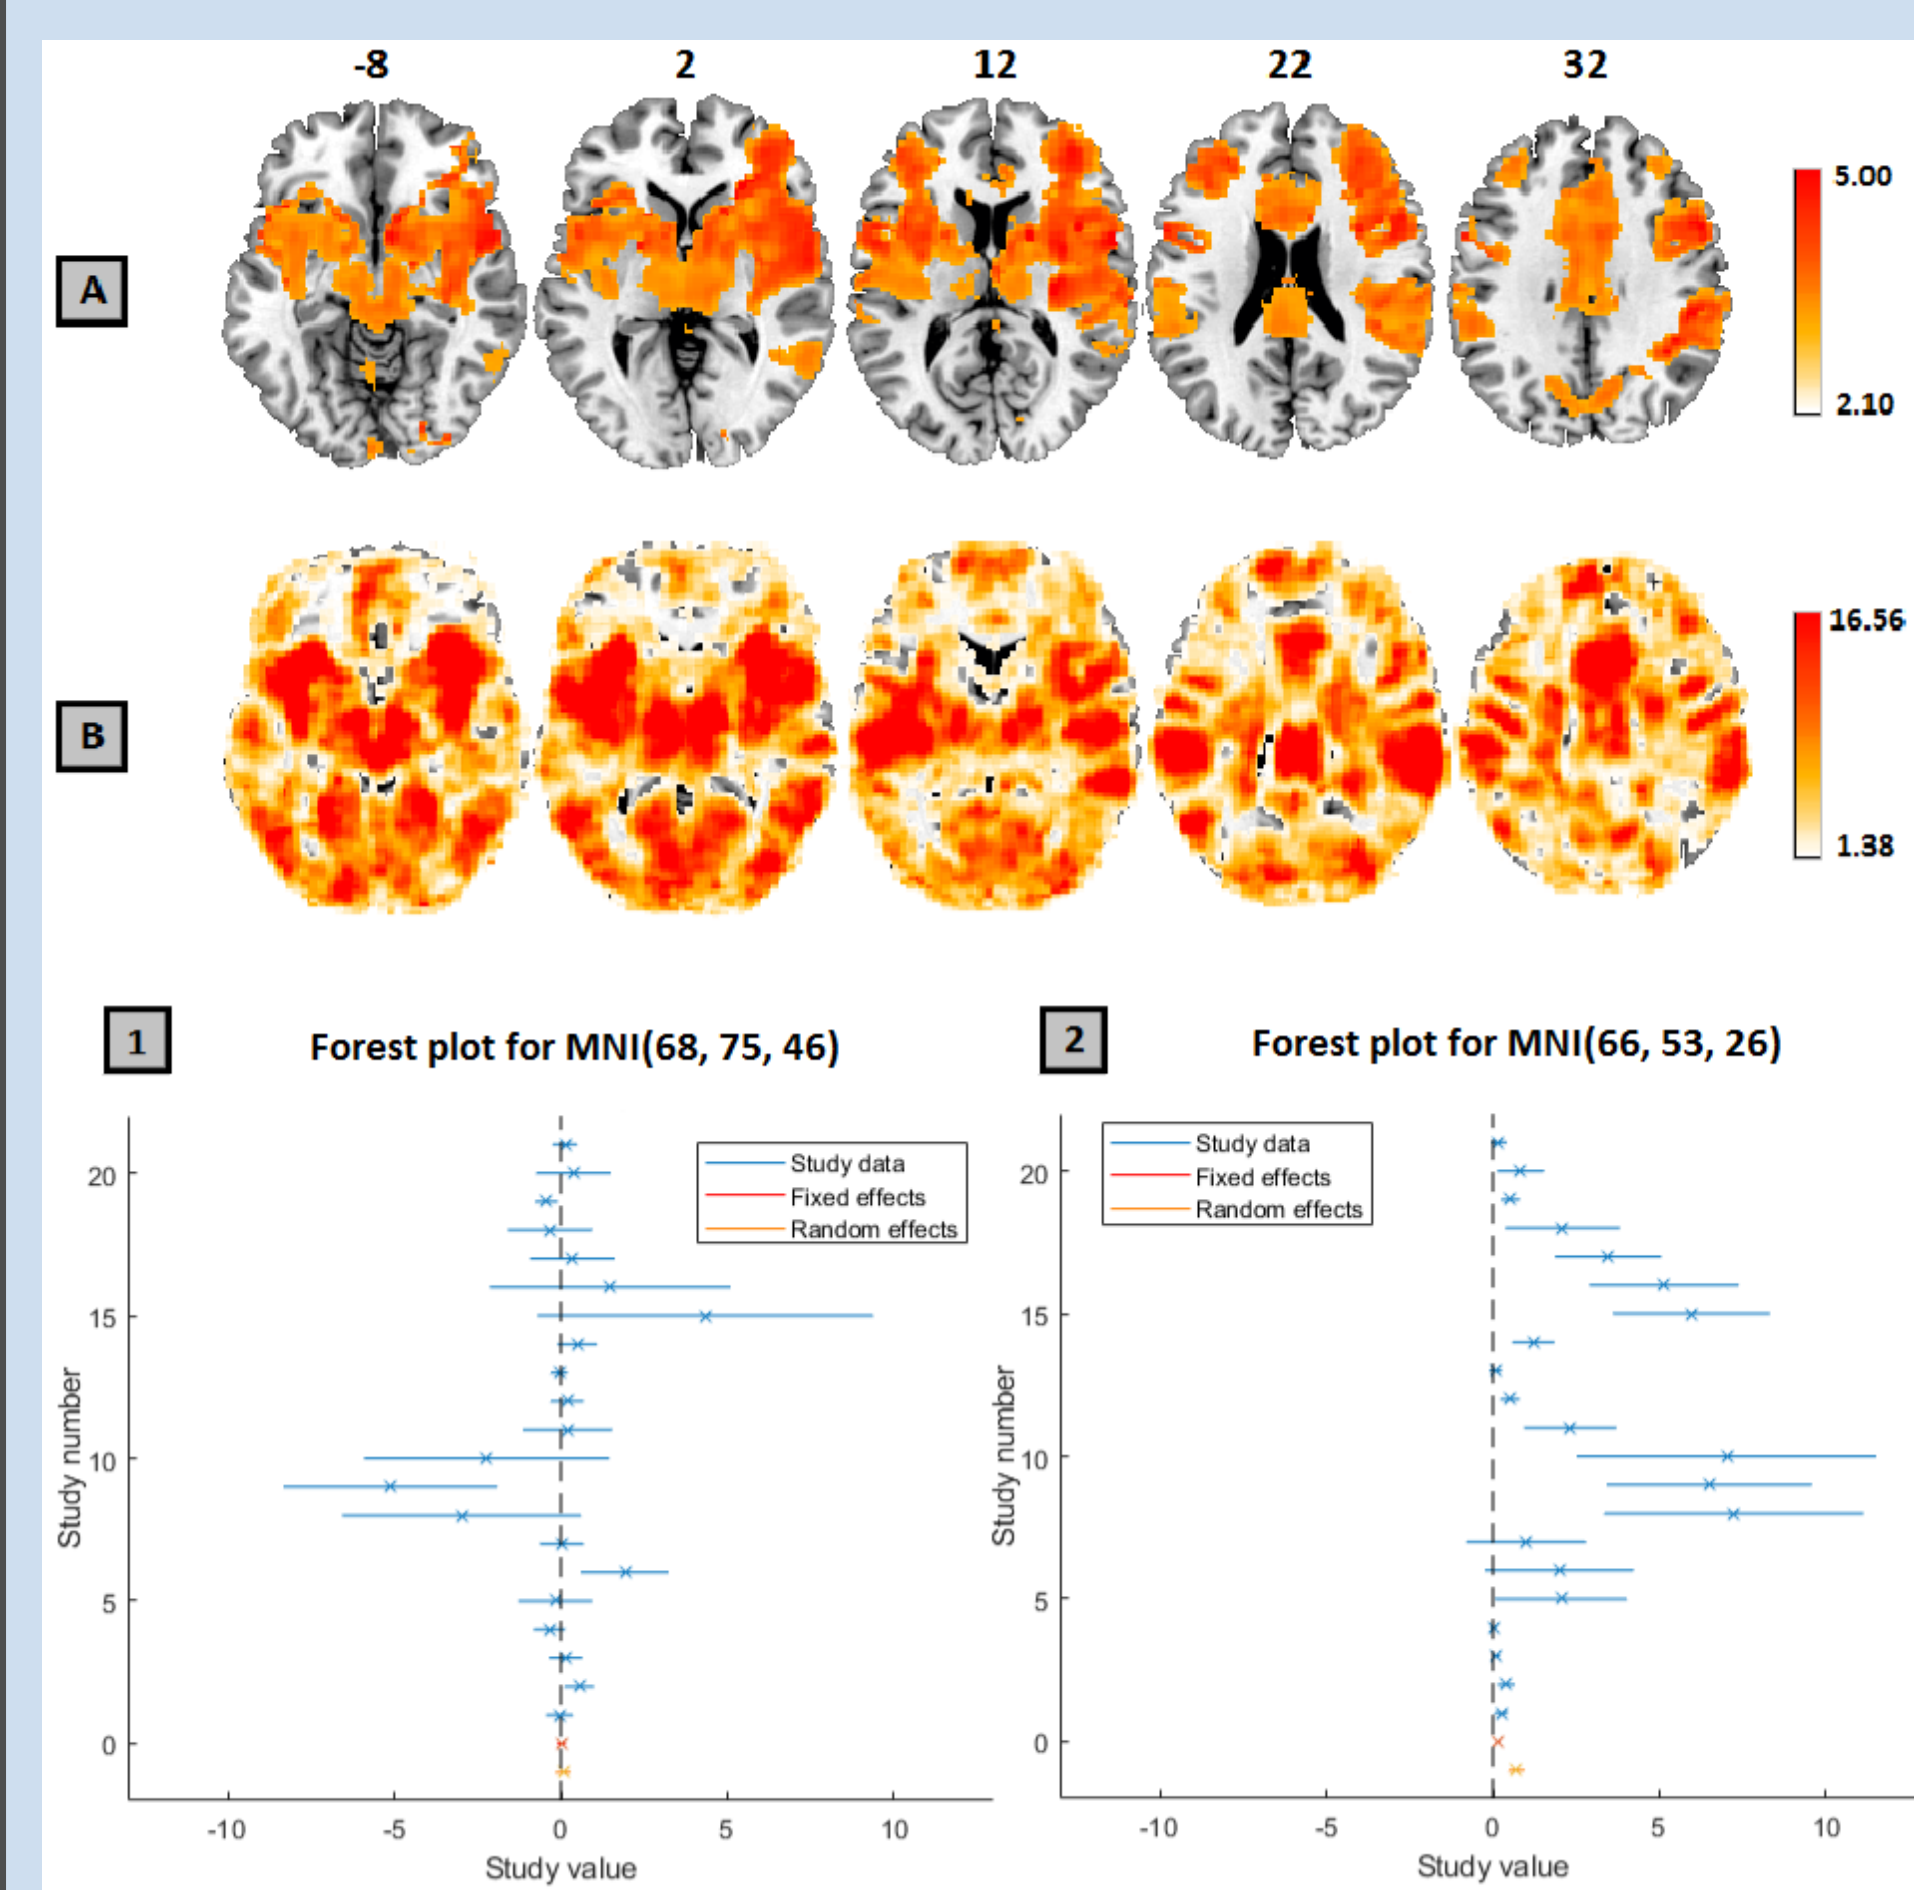 -8 2 12 22 32
A
5.00
2.10
B
16.56
1.38
1
Forest plot for MNI(68, 75, 46)
Study data
Fixed effects
Random effects
20
15
10
5
0
Study number
-10 -5 0 5 10
Study value
2
Forest plot for MNI(66, 53, 26)
Study data
Fixed effects
Random effects
20
15
10
5
0
Study number
-10 -5 0 5 10
Study value